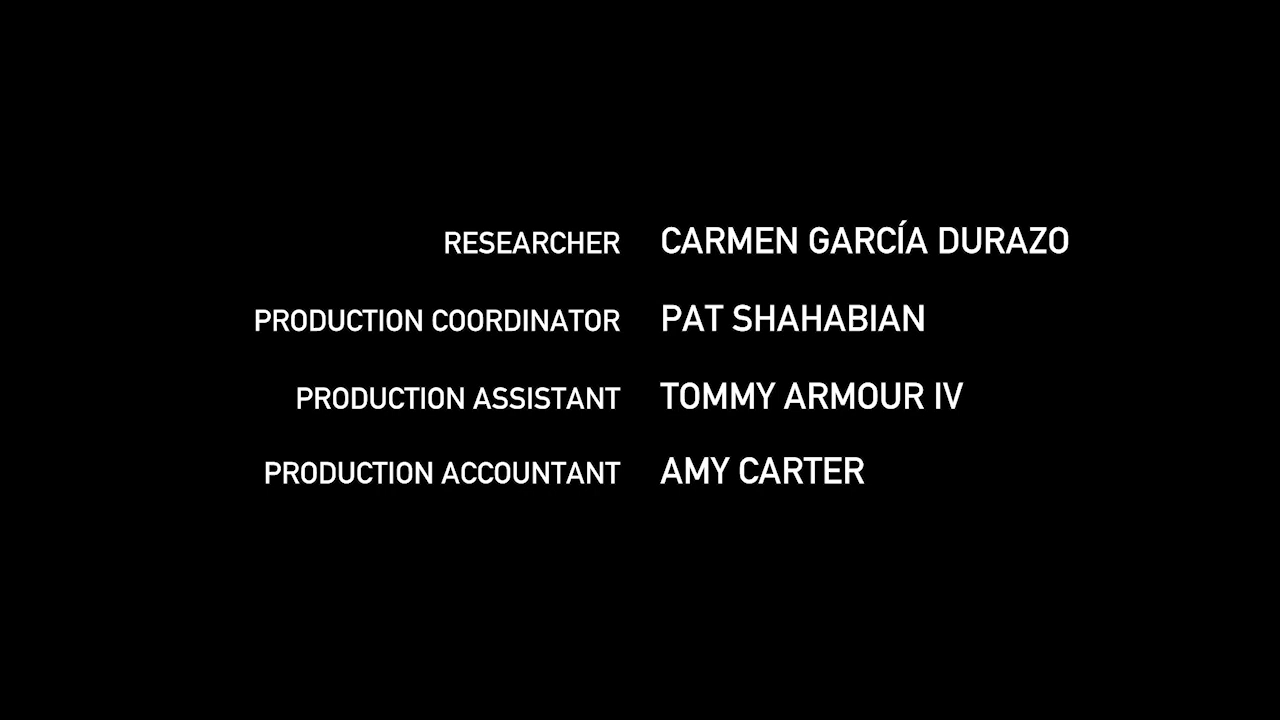 RESEARCHER CARMEN GARCÍA DURAZO
PRODUCTION COORDINATOR PAT SHAHABIAN
PRODUCTION ASSISTANT TOMMY ARMOUR IV
PRODUCTION ACCOUNTANT AMY CARTER